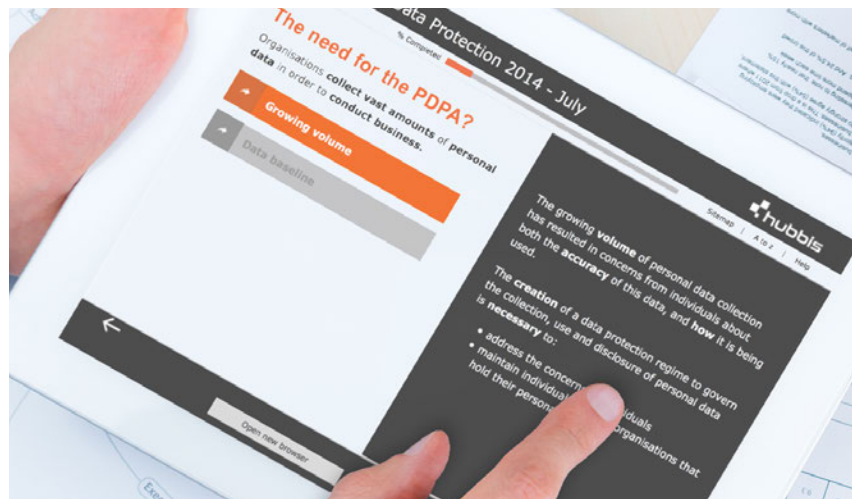 ata Protection 2014 - July
% Completed
The need for the PDPA?
Organisations collect vast amounts of personal
data in order to conduct business.
Growing volume
Data baseline
hubbis
Sitemap | A to Z | Help
The growing volume of personal data collection
has resulted in concerns from individuals about
both the accuracy of this data, and how it is being
used.
The creation of a data protection regime to govern
the collection, use and disclosure of personal data
is necessary to:
• address the concern duals
• maintain individual organisations that
hold their persona
Open new browser